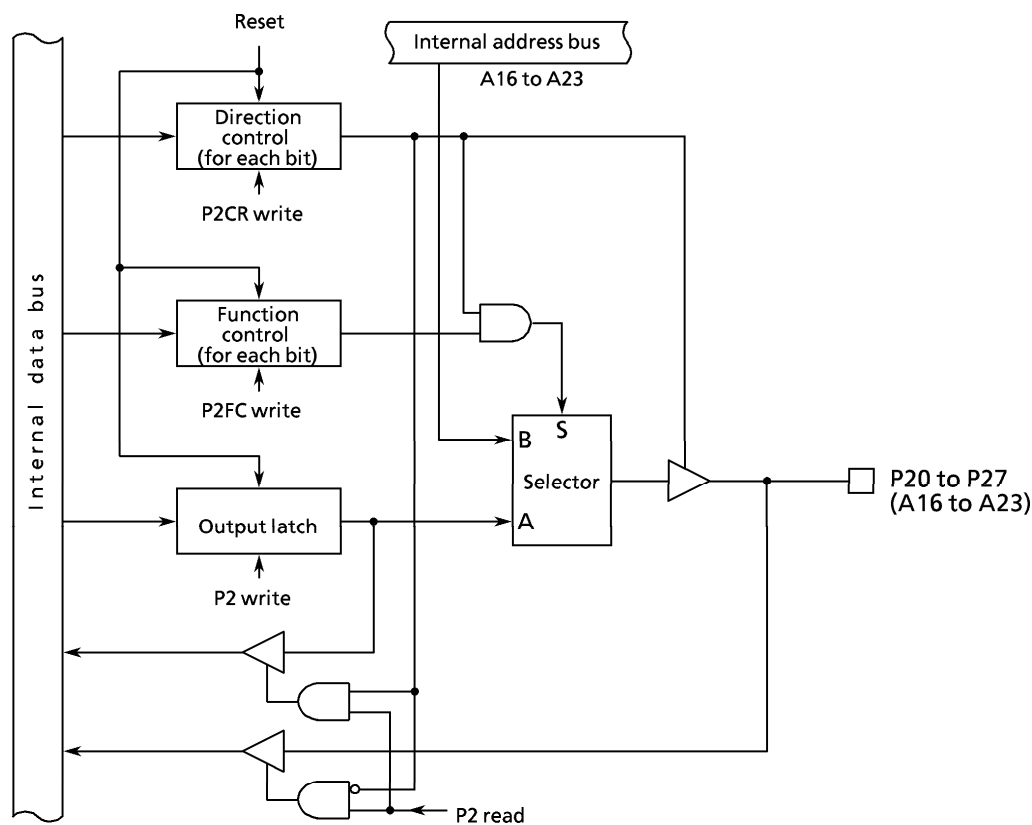 Reset
Internal address bus
A16 to A23
Direction
control
(for each bit)
P2CR write
Internal data bus
Function
control
(for each bit)
P2FC write
B
S
Selector
A
P20 to P27
(A16 to A23)
Output latch
P2 write
P2 read